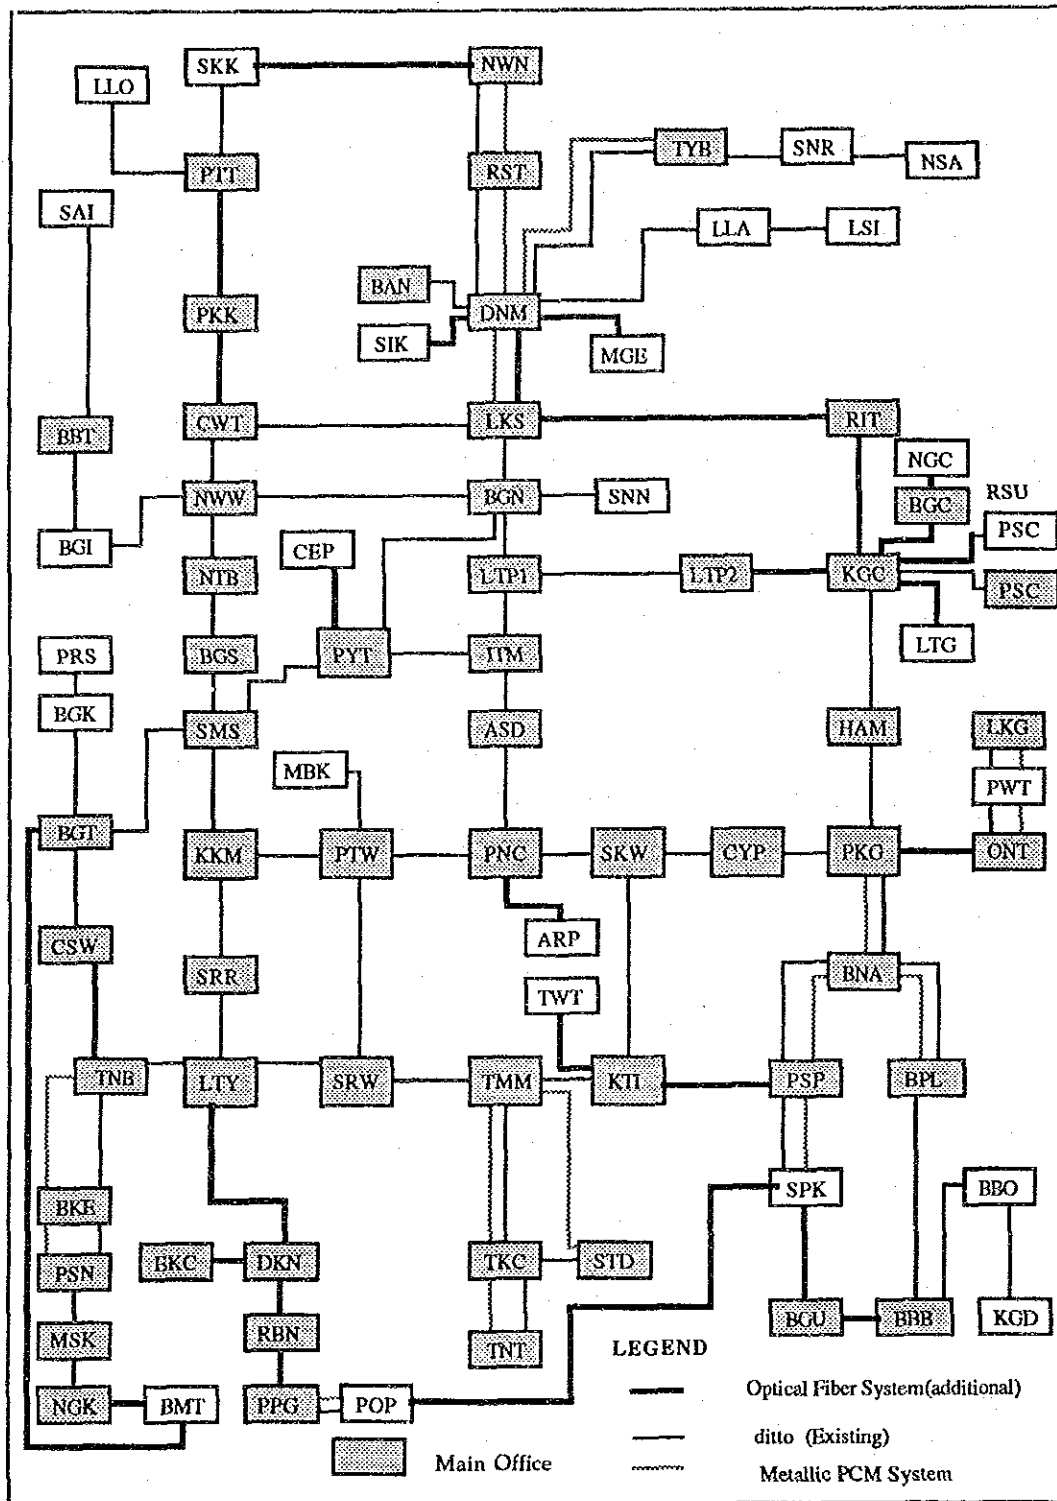 SKK NWN
LLO
TYB SNR NSA
PTT RST
SAI LLA LSI
BAN
PKK DNM
SIK MGE
BBT CWT LKS RIT
NGC
NWW BGN SNN BGC RSU
BGI CEP PSC
NTB LTP1 LTP2 KGC PSC
PRS BGS PYT ITM LTG
BGK SMS ASD HAM LKG
MBK PWT
BGT KKM PTW PNC SKW CYP PKG ONT
CSW SRR ARP BNA
TWT
TNB LTY SRW TMM KTI PSP BPL
BKE SPK BBO
PSN BKC DKN TKC STD
MSK RBN TNT BGU BBB KGD
LEGEND
NGK BMT PPG POP Optical Fiber System(additional)
ditto (Existing)
Main Office Metallic PCM System